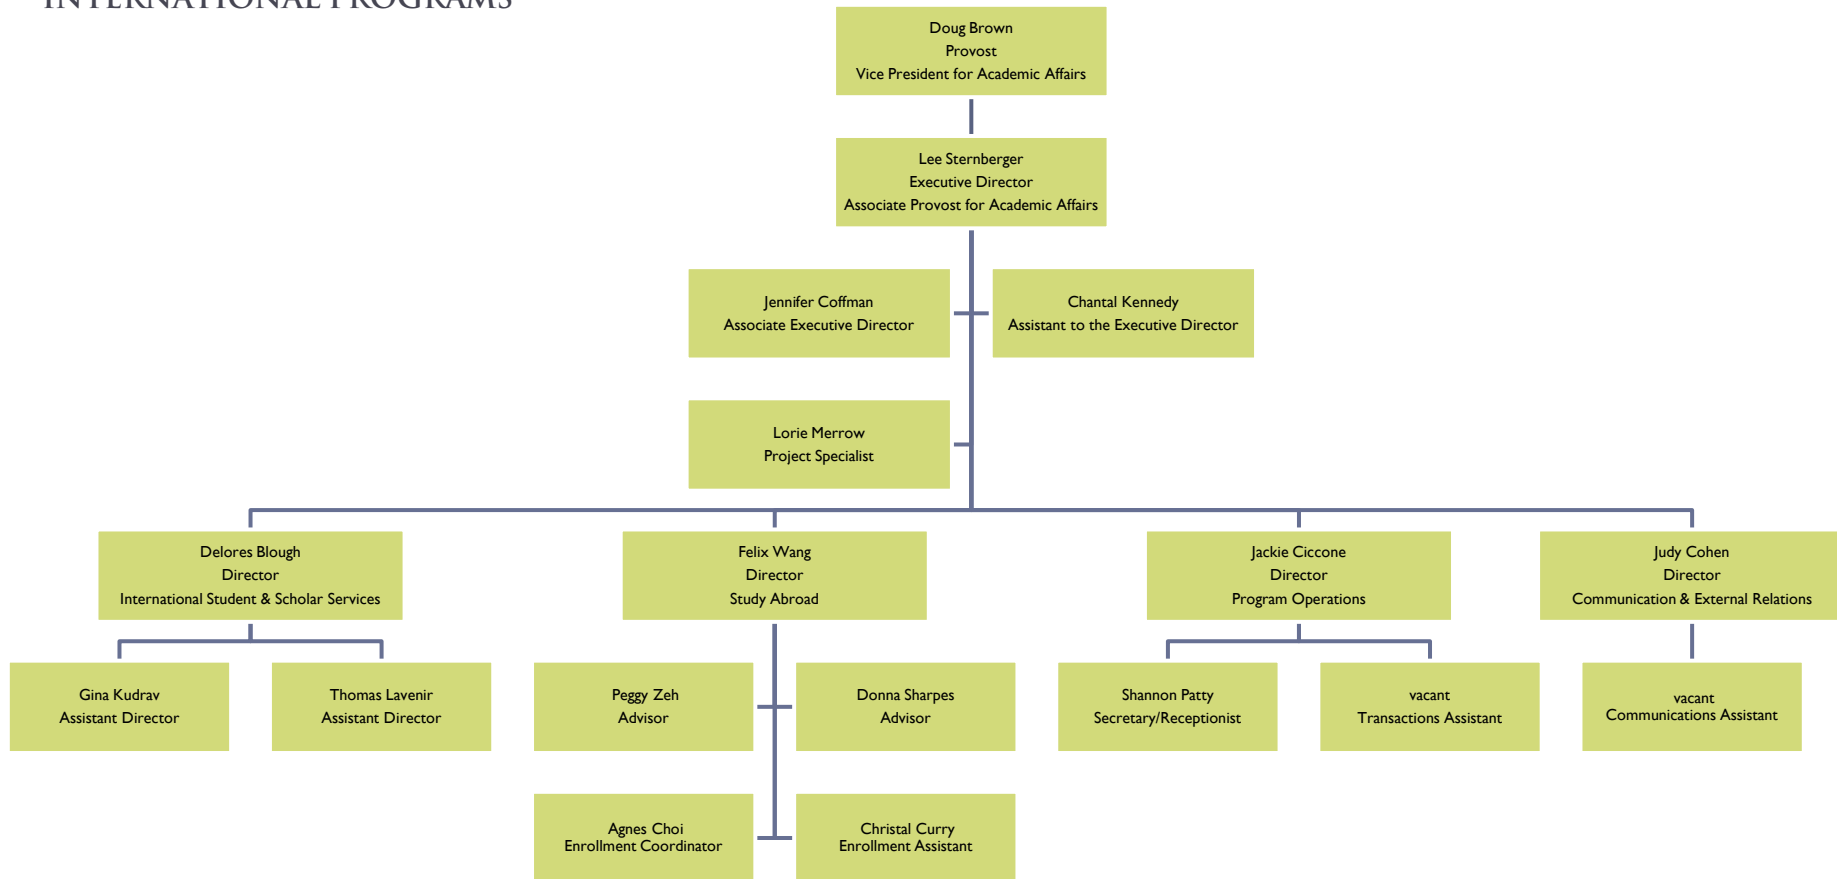 INTERNATIONAL PROGRAMS
Doug Brown
Provost
Vice President for Academic Affairs
Lee Sternberger
Executive Director
Associate Provost for Academic Affairs
Jennifer Coffman
Associate Executive Director
Chantal Kennedy
Assistant to the Executive Director
Lorie Merrow
Project Specialist
Delores Blough
Director
International Student & Scholar Services
Felix Wang
Director
Study Abroad
Jackie Ciccone
Director
Program Operations
Judy Cohen
Director
Communication & External Relations
Gina Kudrav
Assistant Director
Thomas Lavenir
Assistant Director
Peggy Zeh
Advisor
Donna Sharpes
Advisor
Shannon Patty
Secretary/Receptionist
vacant
Transactions Assistant
vacant
Communications Assistant
Agnes Choi
Enrollment Coordinator
Christal Curry
Enrollment Assistant